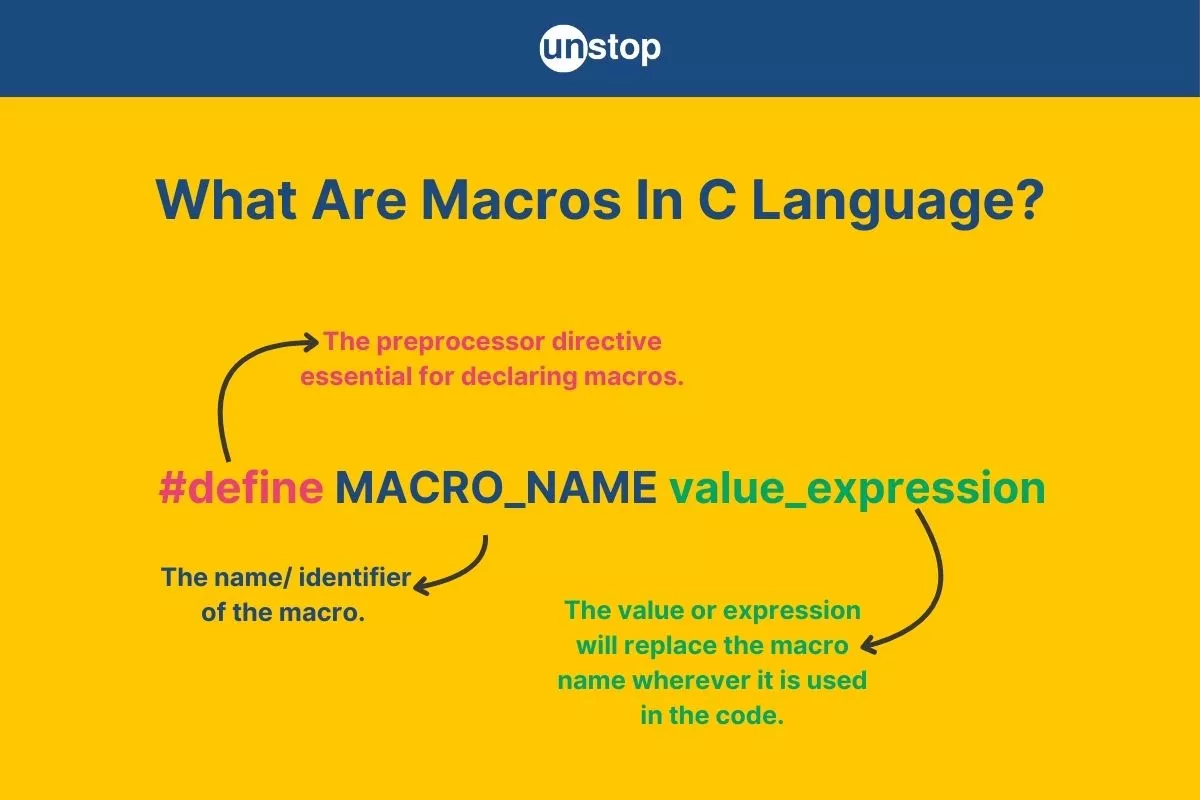 unstop
What Are Macros In C Language?
The preprocessor directive
essential for declaring macros.
#define MACRO_NAME value_expression
The name/ identifier
of the macro.
The value or expression
will replace the macro
name wherever it is used
in the code.